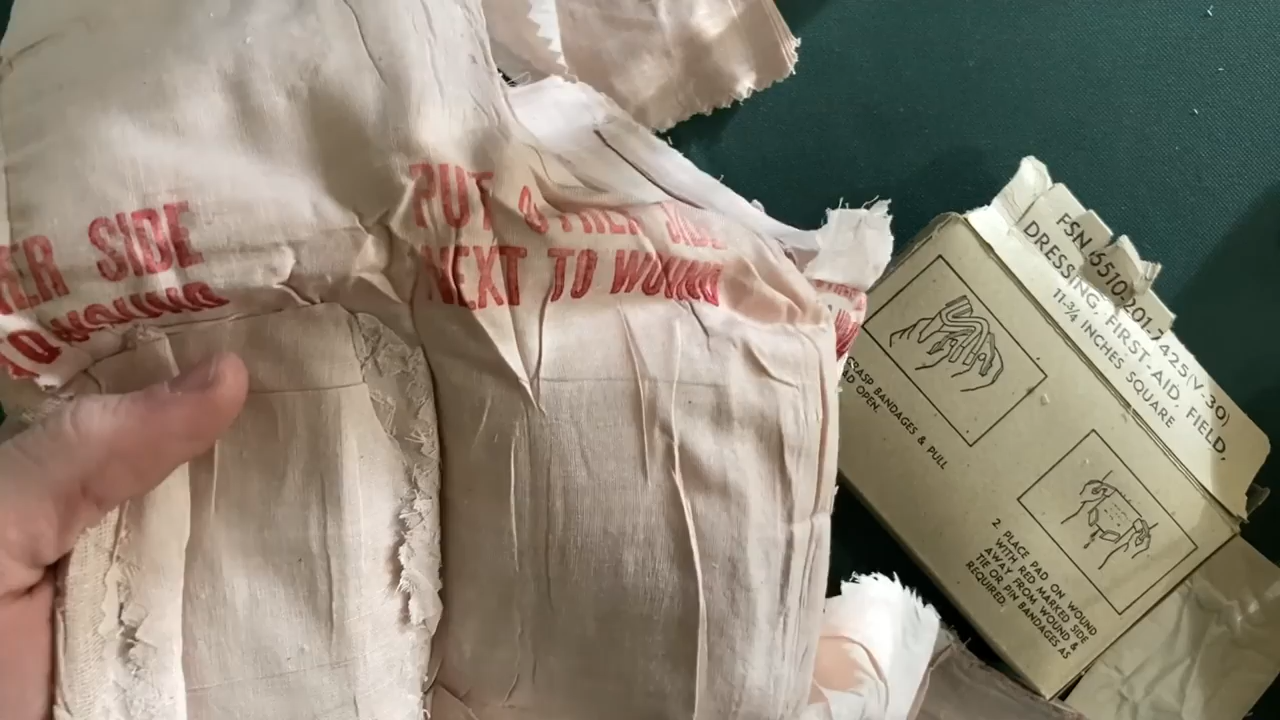 ER SIDE
TO WOUND
PUT OTHER SIDE
NEXT TO WOUND
FSN 6510-201-7425(V-30)
DRESSING, FIRST AID, FIELD,
11-3/4 INCHES SQUARE
GRASP BANDAGES & PULL
OPEN.
2. PLACE PAD ON WOUND
WITH RED MARKED SIDE
AWAY FROM WOUND &
TIE OR PIN BANDAGES AS
REQUIRED.